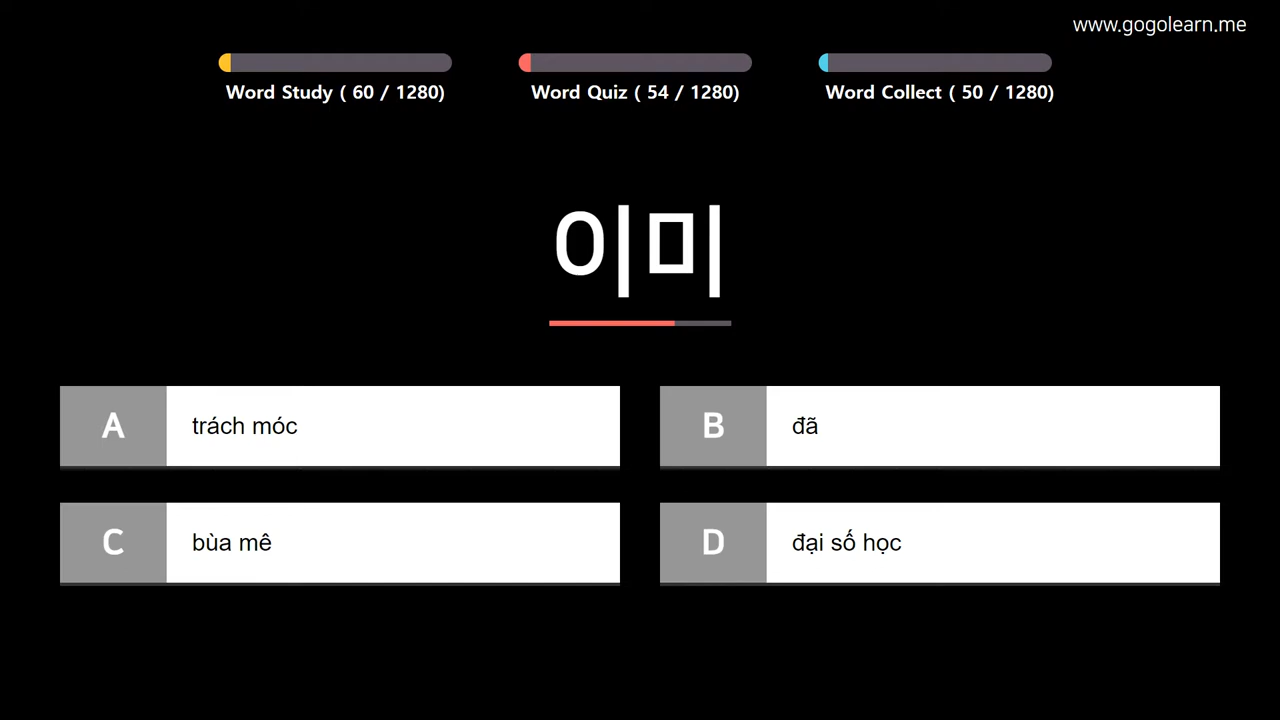 www.gogolearn.me
Word Study ( 60 / 1280)
Word Quiz ( 54 / 1280)
Word Collect ( 50 / 1280)
이미
A trách móc
B đã
C bùa mê
D đại số học